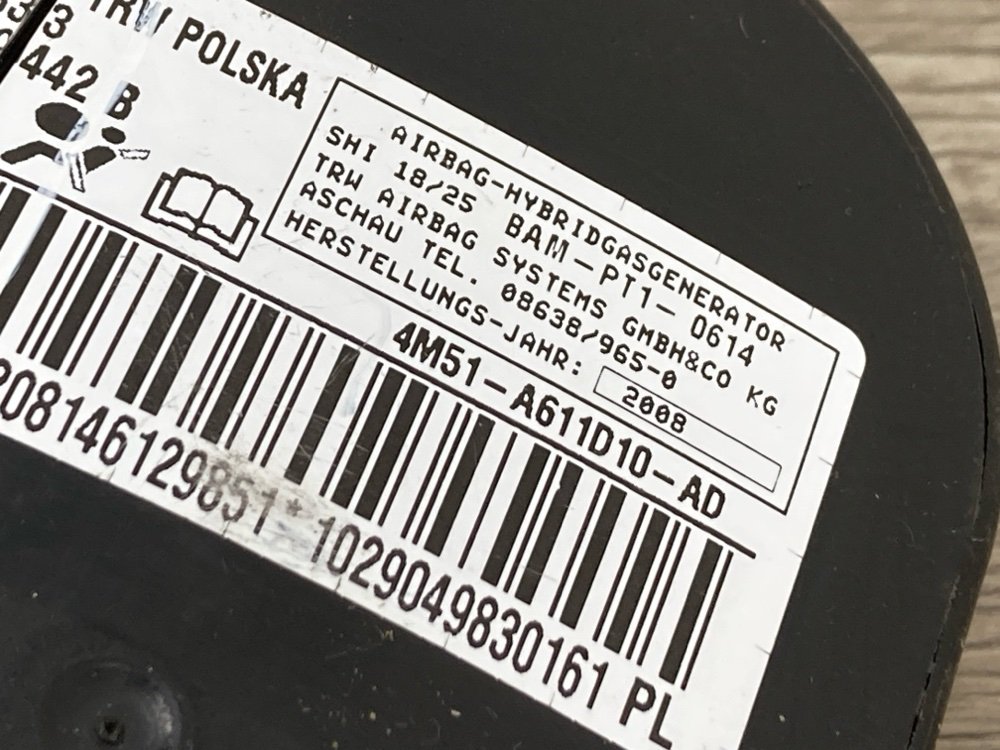 TRW POLSKA
3
442 B
AIRBAG-HYBRIDGASGENERATOR
SHI 18/25 BAM-PT1- 0614
TRW AIRBAG SYSTEMS GMBH&CO KG
ASCHAU TEL. 08638/965-0
HERSTELLUNGS-JAHR: 2008
4M51-A611D10-AD
208146129851*1029049830161 PL